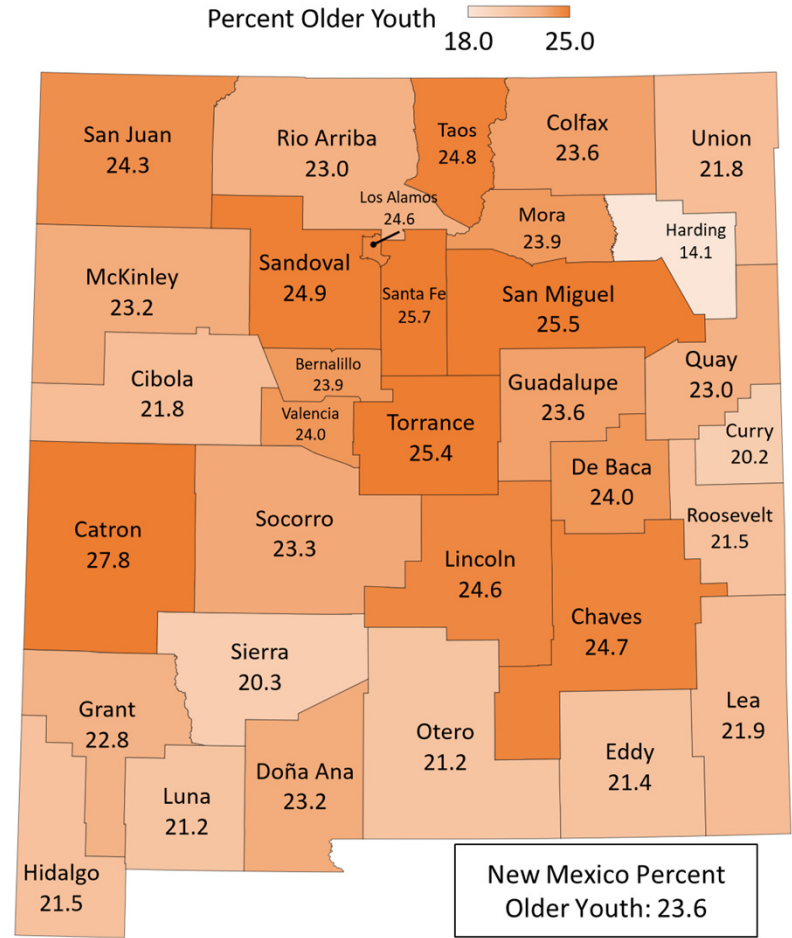 Percent Older Youth
18.0 25.0
San Juan
24.3
Rio Arriba
23.0
Taos
24.8
Colfax
23.6
Union
21.8
Los Alamos
24.6
Mora
23.9
Harding
14.1
McKinley
23.2
Sandoval
24.9
Santa Fe
25.7
San Miguel
25.5
Cibola
21.8
Bernalillo
23.9
Valencia
24.0
Torrance
25.4
Guadalupe
23.6
Quay
23.0
Curry
20.2
De Baca
24.0
Roosevelt
21.5
Catron
27.8
Socorro
23.3
Lincoln
24.6
Chaves
24.7
Sierra
20.3
Grant
22.8
Otero
21.2
Lea
21.9
Eddy
21.4
Doña Ana
23.2
Luna
21.2
Hidalgo
21.5
New Mexico Percent
Older Youth: 23.6